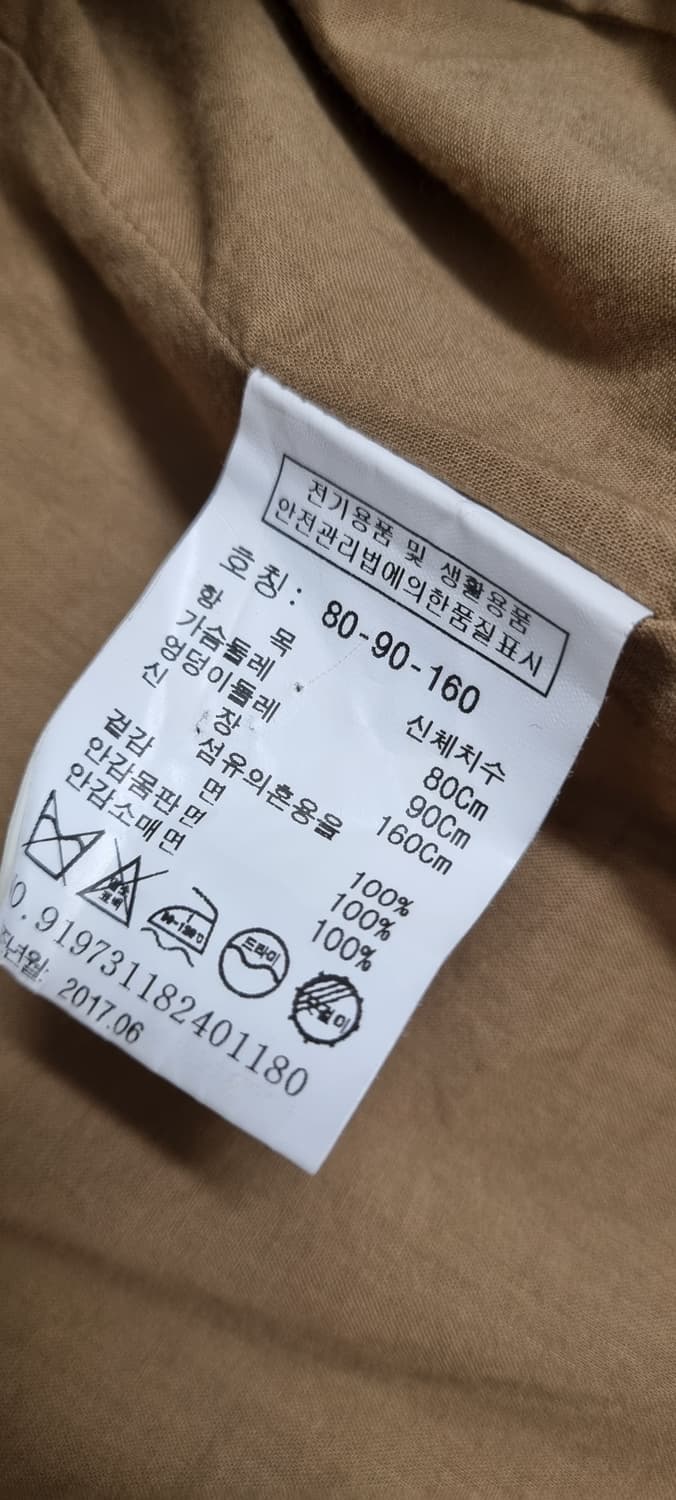 전기용품 및 생활용품
안전관리법에의한품질표시
호칭: 80-90-160
항 목 신체치수
가슴둘레 80Cm
엉덩이둘레 90Cm
신 장 160Cm
섬유의혼용율
겉감 면 100%
안감몸판면 100%
안감소매면 100%
드라이
.919731182401180
년월: 2017.06